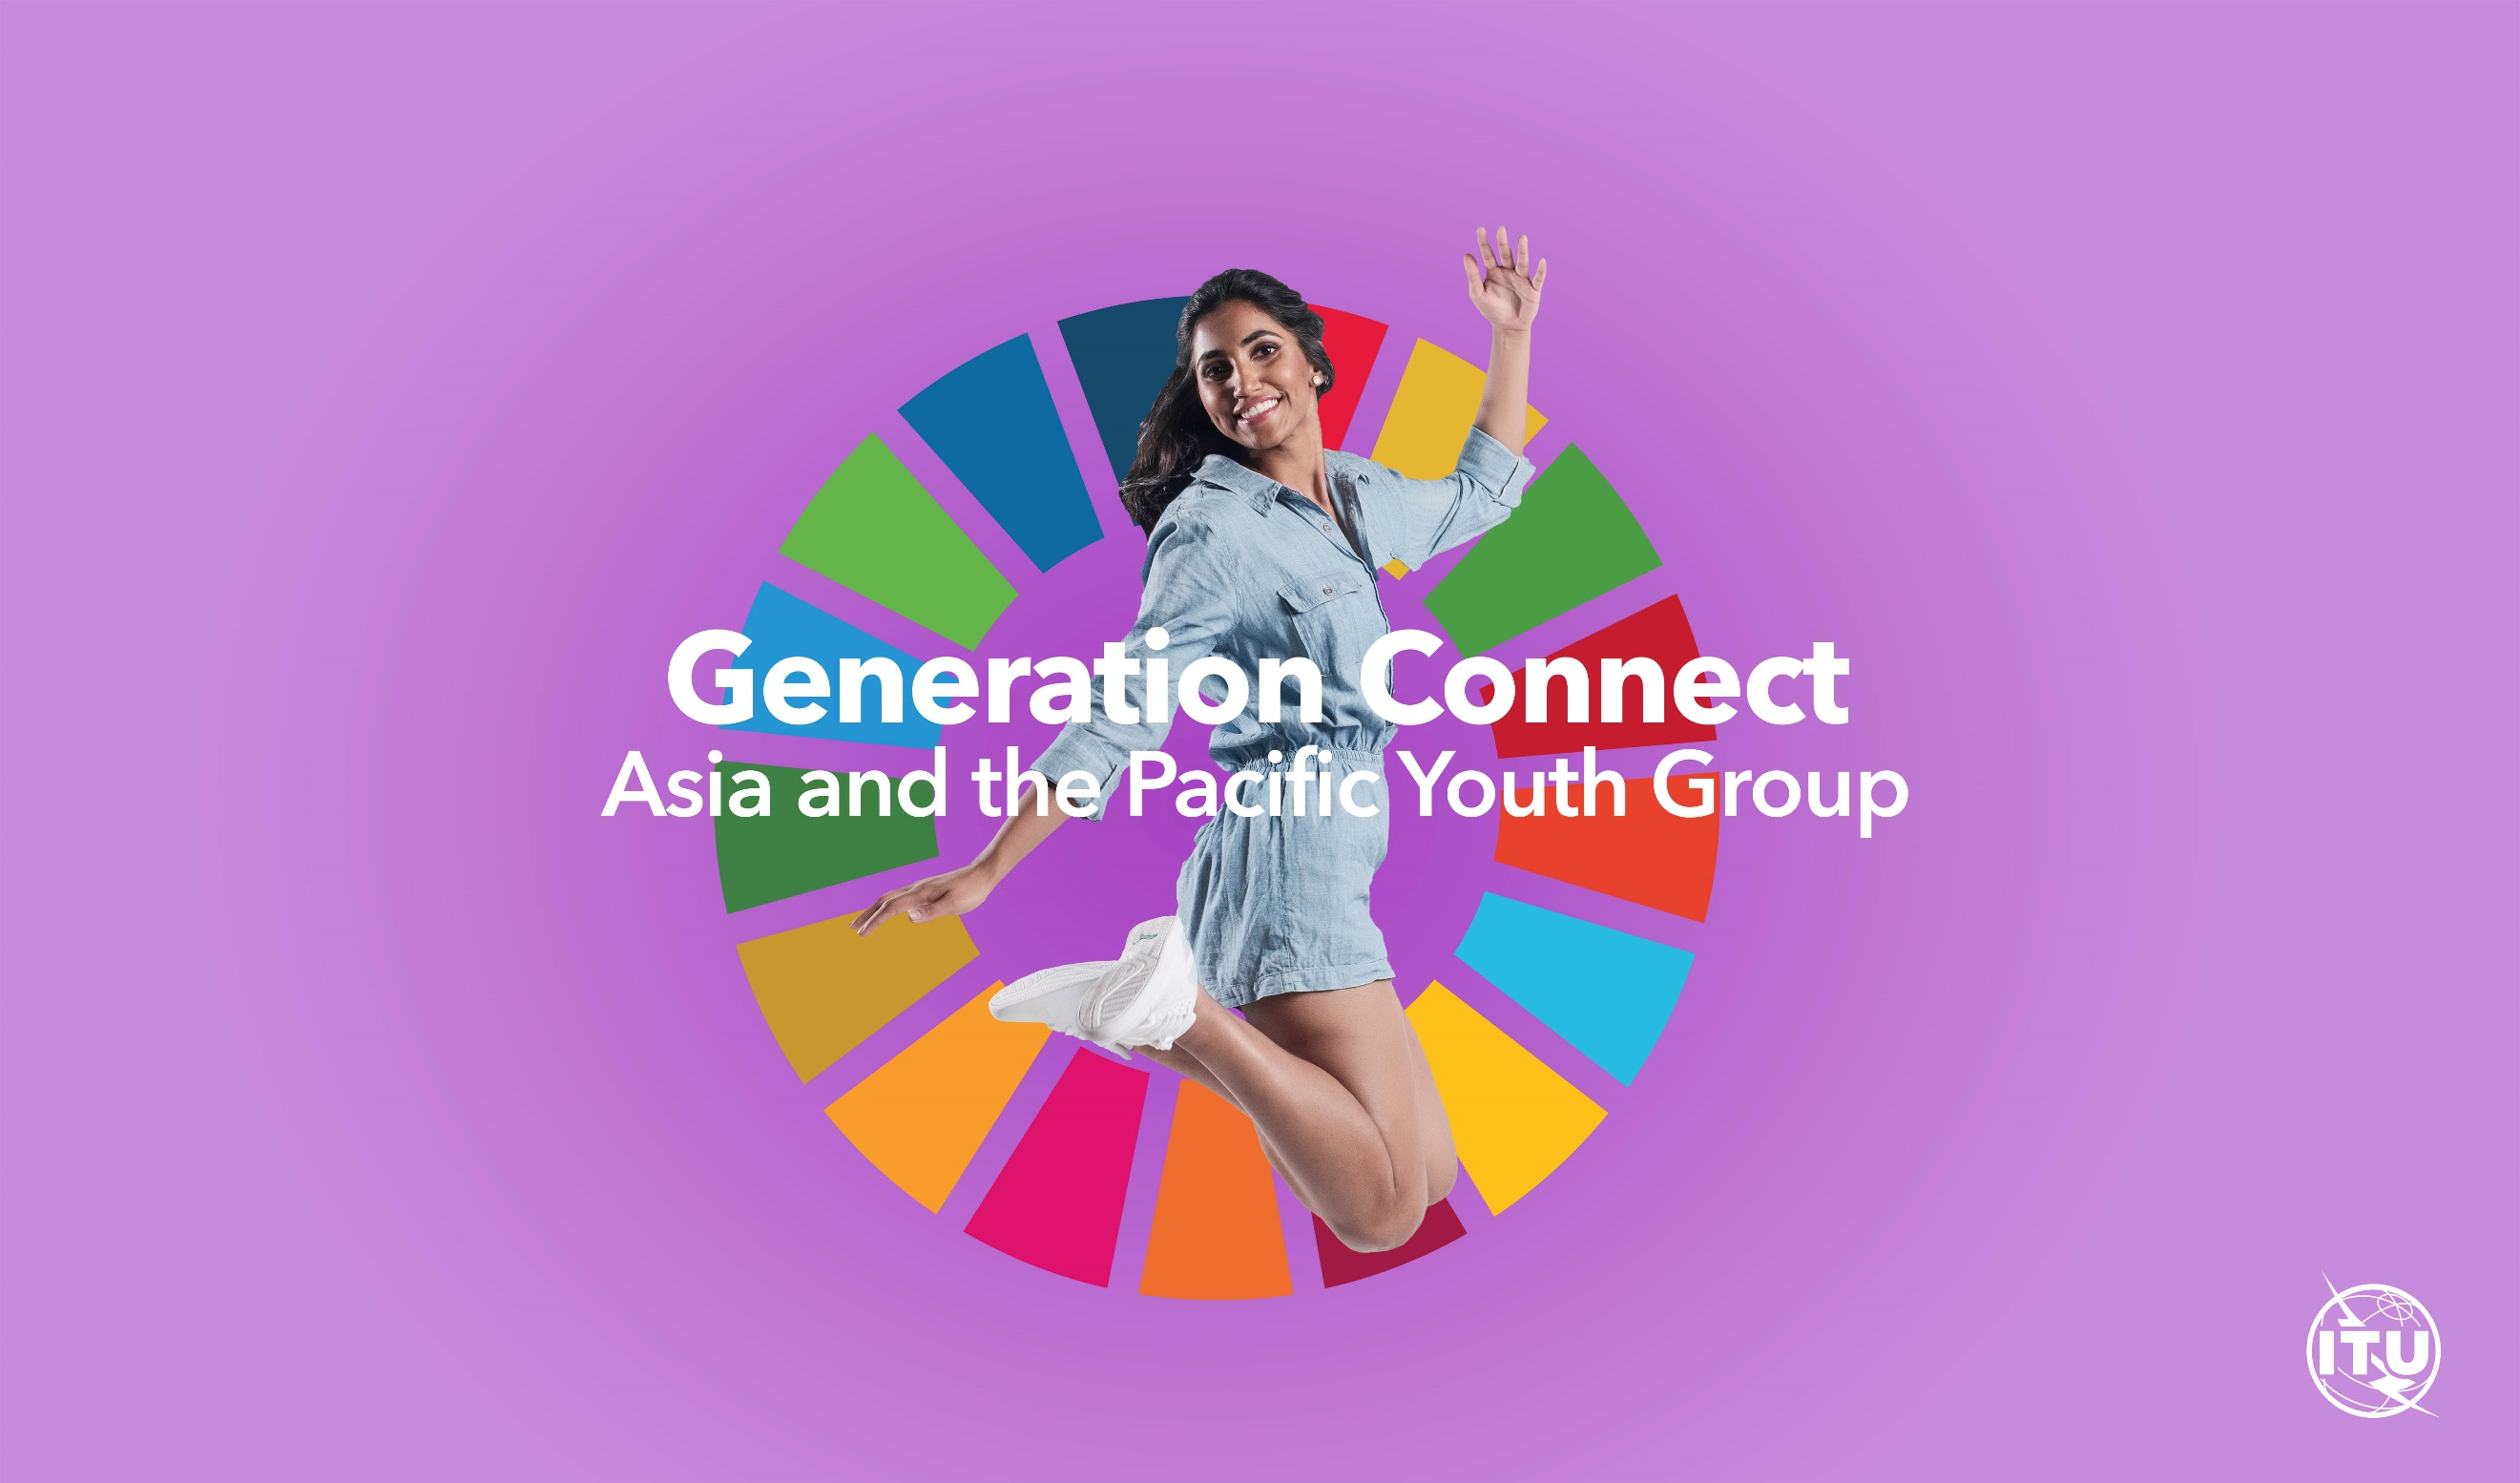 Generation Connect
Asia and the Pacific Youth Group
ITU